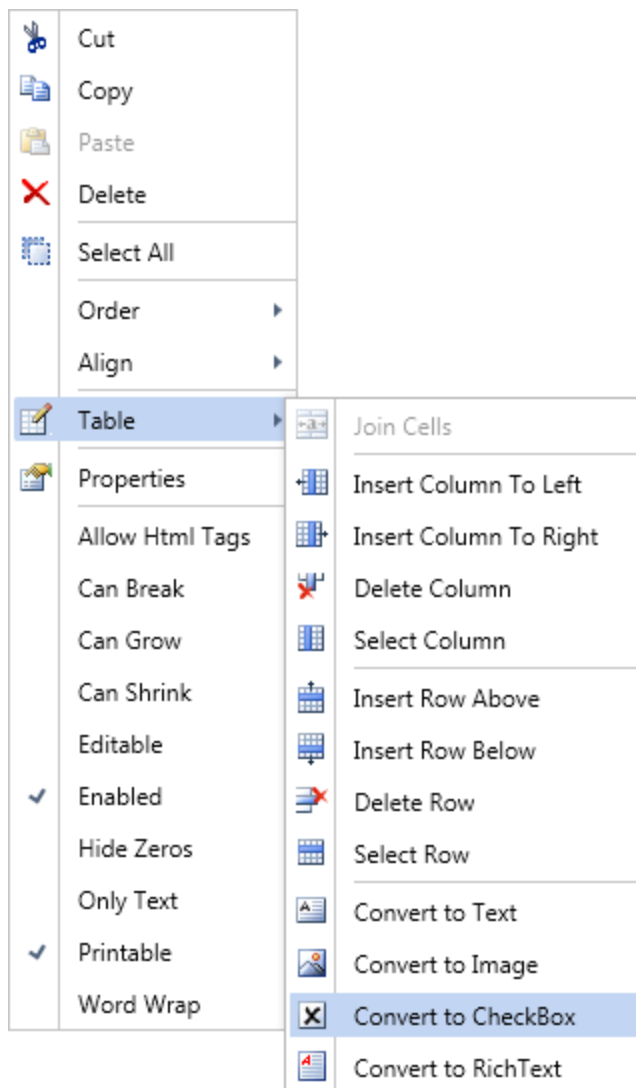 Cut
Copy
Paste
Delete
Select All
Order
Align
Table
Properties
Allow Html Tags
Can Break
Can Grow
Can Shrink
Editable
Enabled
Hide Zeros
Only Text
Printable
Word Wrap
Join Cells
Insert Column To Left
Insert Column To Right
Delete Column
Select Column
Insert Row Above
Insert Row Below
Delete Row
Select Row
Convert to Text
Convert to Image
Convert to CheckBox
Convert to RichText